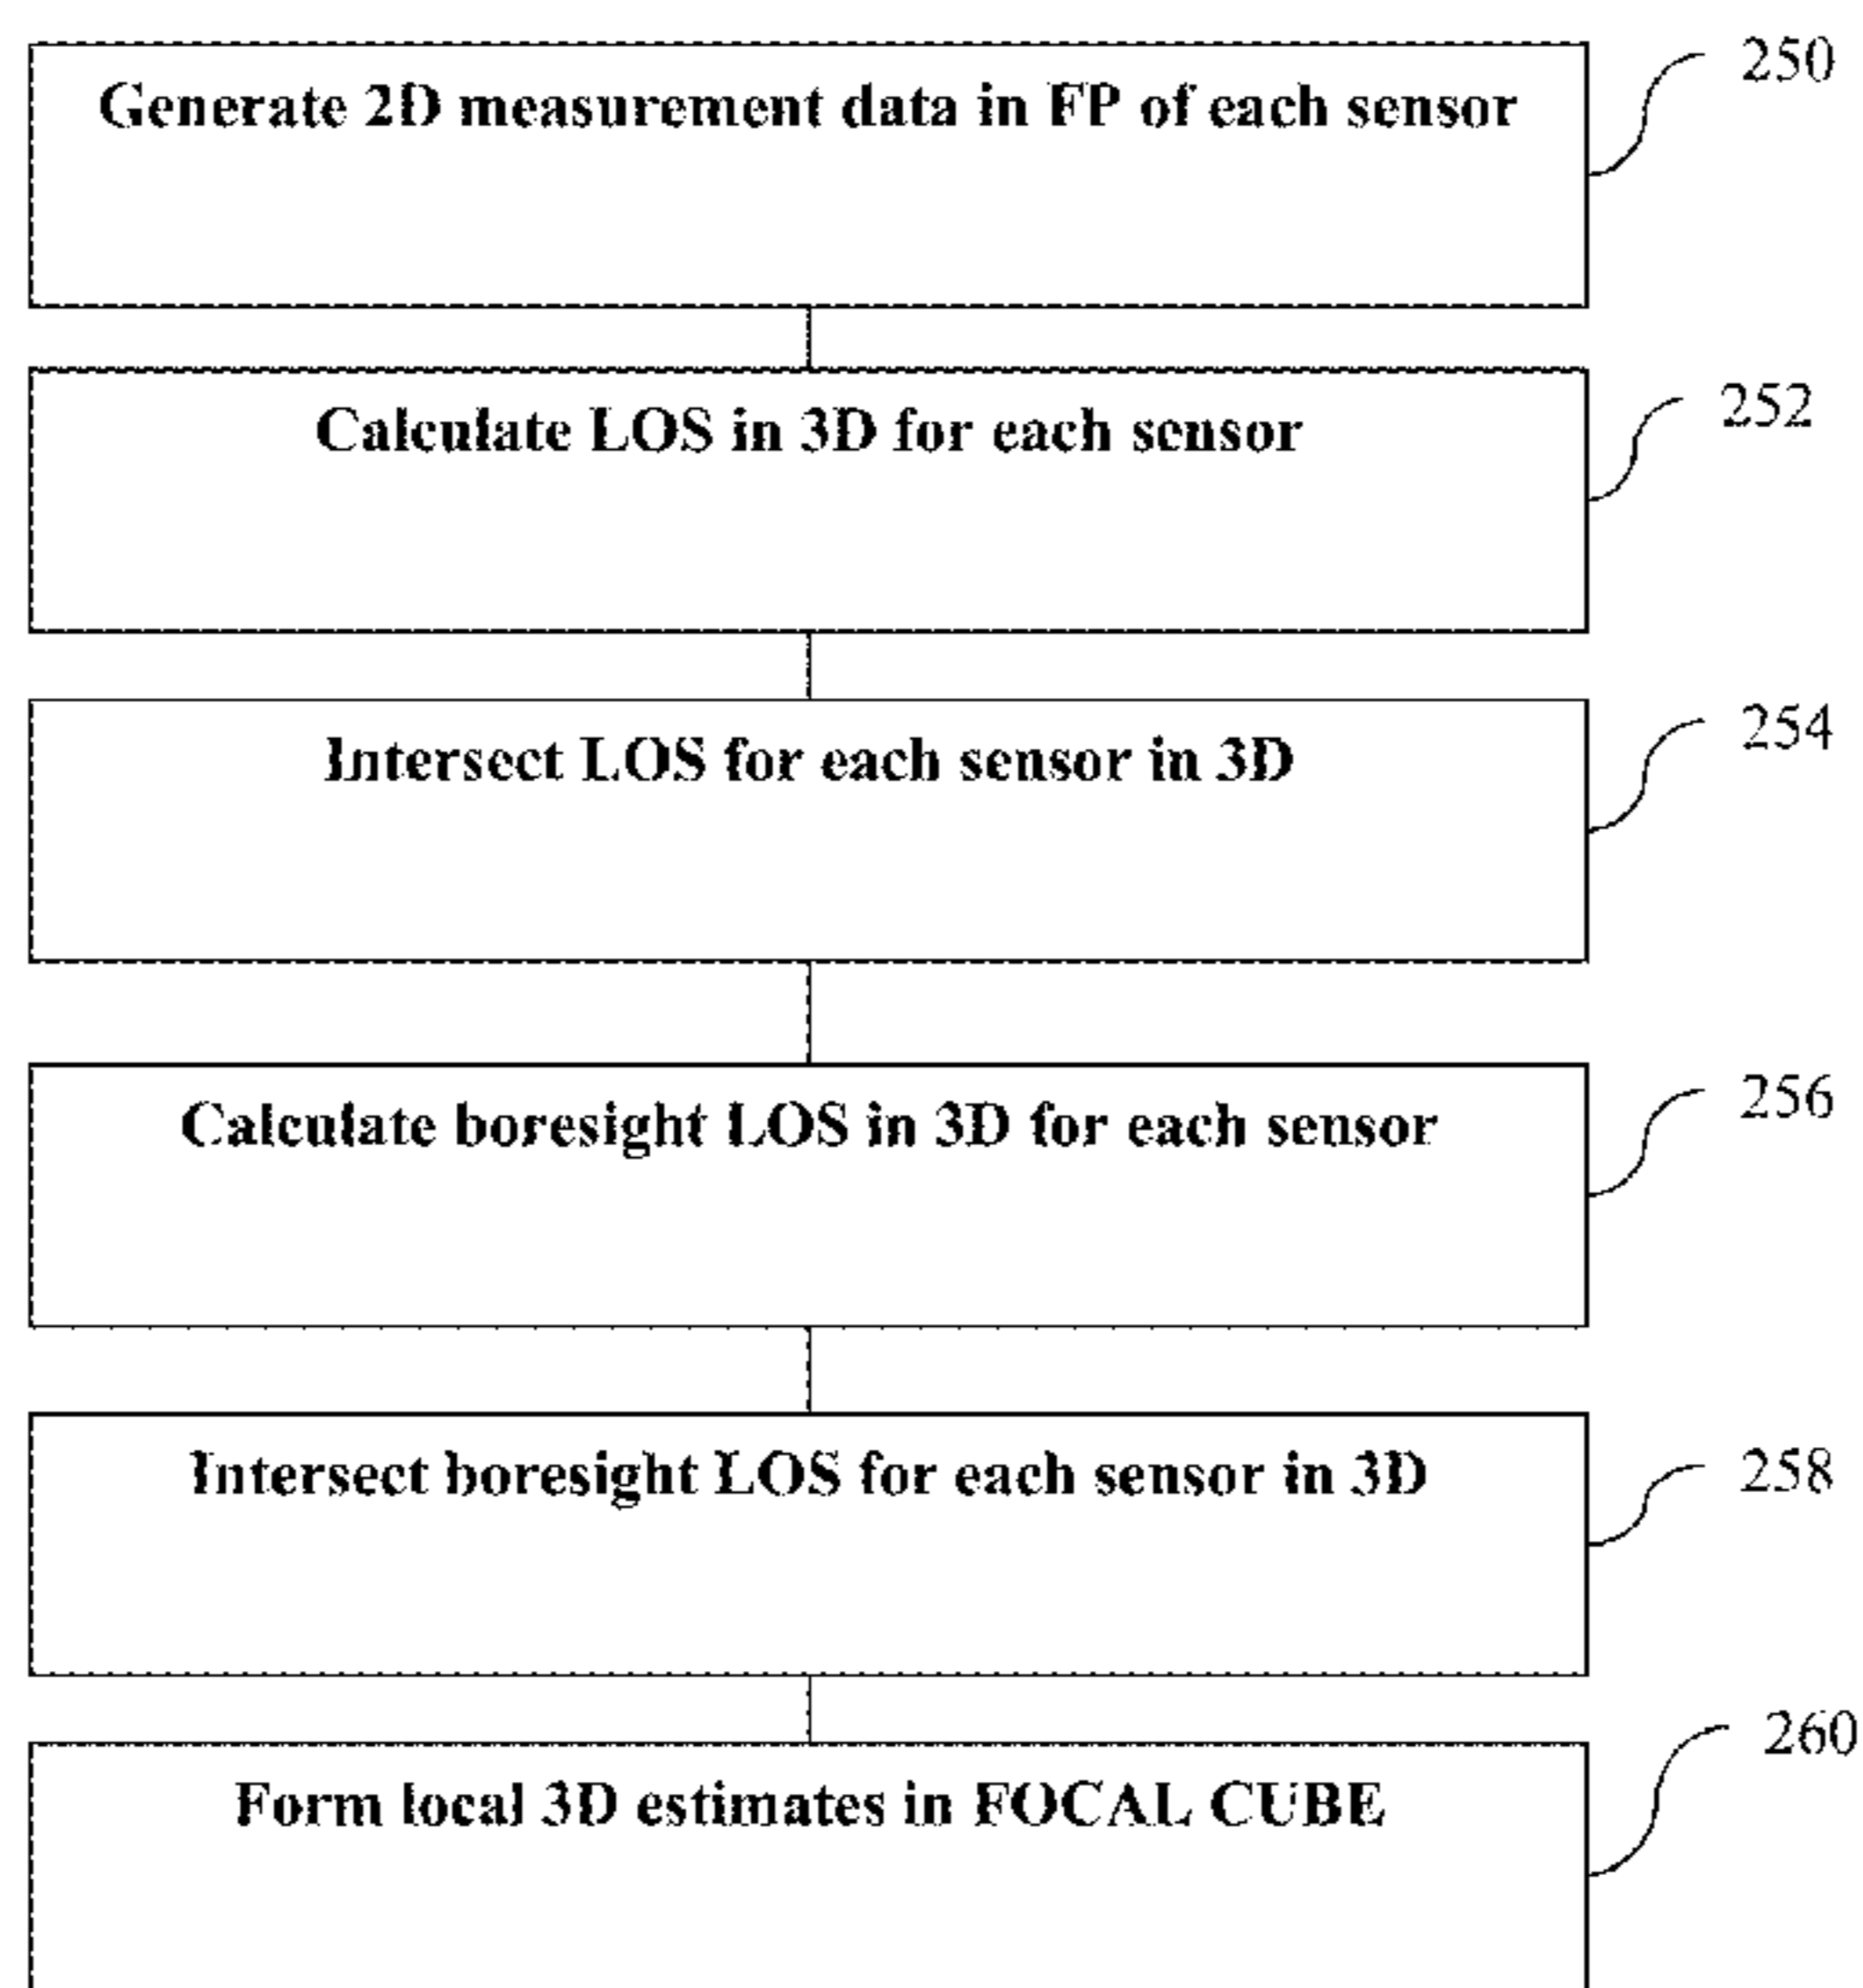 Generate 2D measurement data in FP of each sensor
250
Calculate LOS in 3D for each sensor
252
Intersect LOS for each sensor in 3D
254
Calculate boresight LOS in 3D for each sensor
256
Intersect boresight LOS for each sensor in 3D
258
Form local 3D estimates in FOCAL CUBE
260